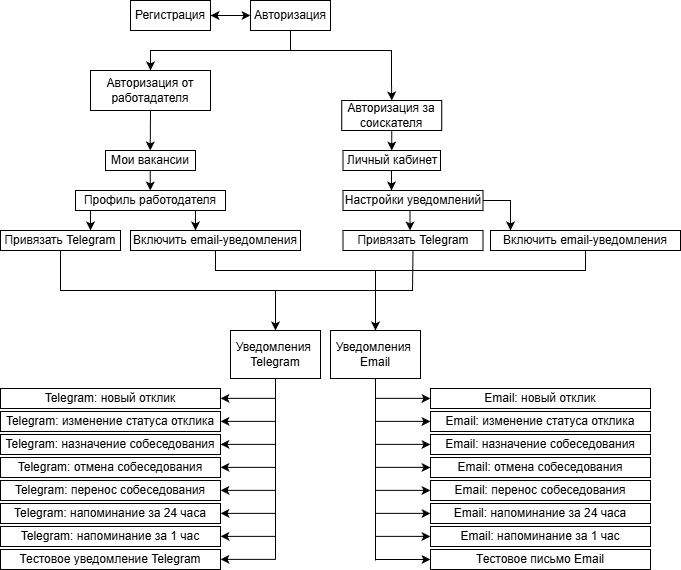 Регистрация
Авторизация
Авторизация от
работадателя
Авторизация за
соискателя
Мои вакансии
Личный кабинет
Профиль работодателя
Настройки уведомлений
Привязать Telegram
Включить email-уведомления
Привязать Telegram
Включить email-уведомления
Уведомления
Telegram
Уведомления
Email
Telegram: новый отклик
Email: новый отклик
Telegram: изменение статуса отклика
Email: изменение статуса отклика
Telegram: назначение собеседования
Email: назначение собеседования
Telegram: отмена собеседования
Email: отмена собеседования
Telegram: перенос собеседования
Email: перенос собеседования
Telegram: напоминание за 24 часа
Email: напоминание за 24 часа
Telegram: напоминание за 1 час
Email: напоминание за 1 час
Тестовое уведомление Telegram
Тестовое письмо Email